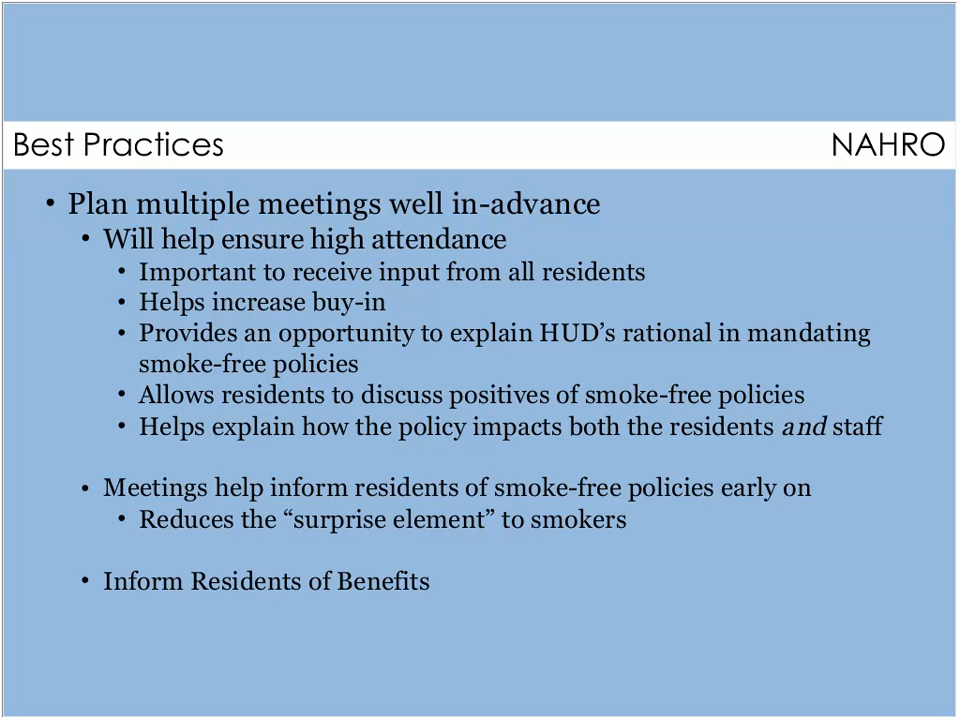 Best Practices NAHRO
• Plan multiple meetings well in-advance
• Will help ensure high attendance
• Important to receive input from all residents
• Helps increase buy-in
• Provides an opportunity to explain HUD’s rational in mandating
smoke-free policies
• Allows residents to discuss positives of smoke-free policies
• Helps explain how the policy impacts both the residents and staff
• Meetings help inform residents of smoke-free policies early on
• Reduces the “surprise element” to smokers
• Inform Residents of Benefits